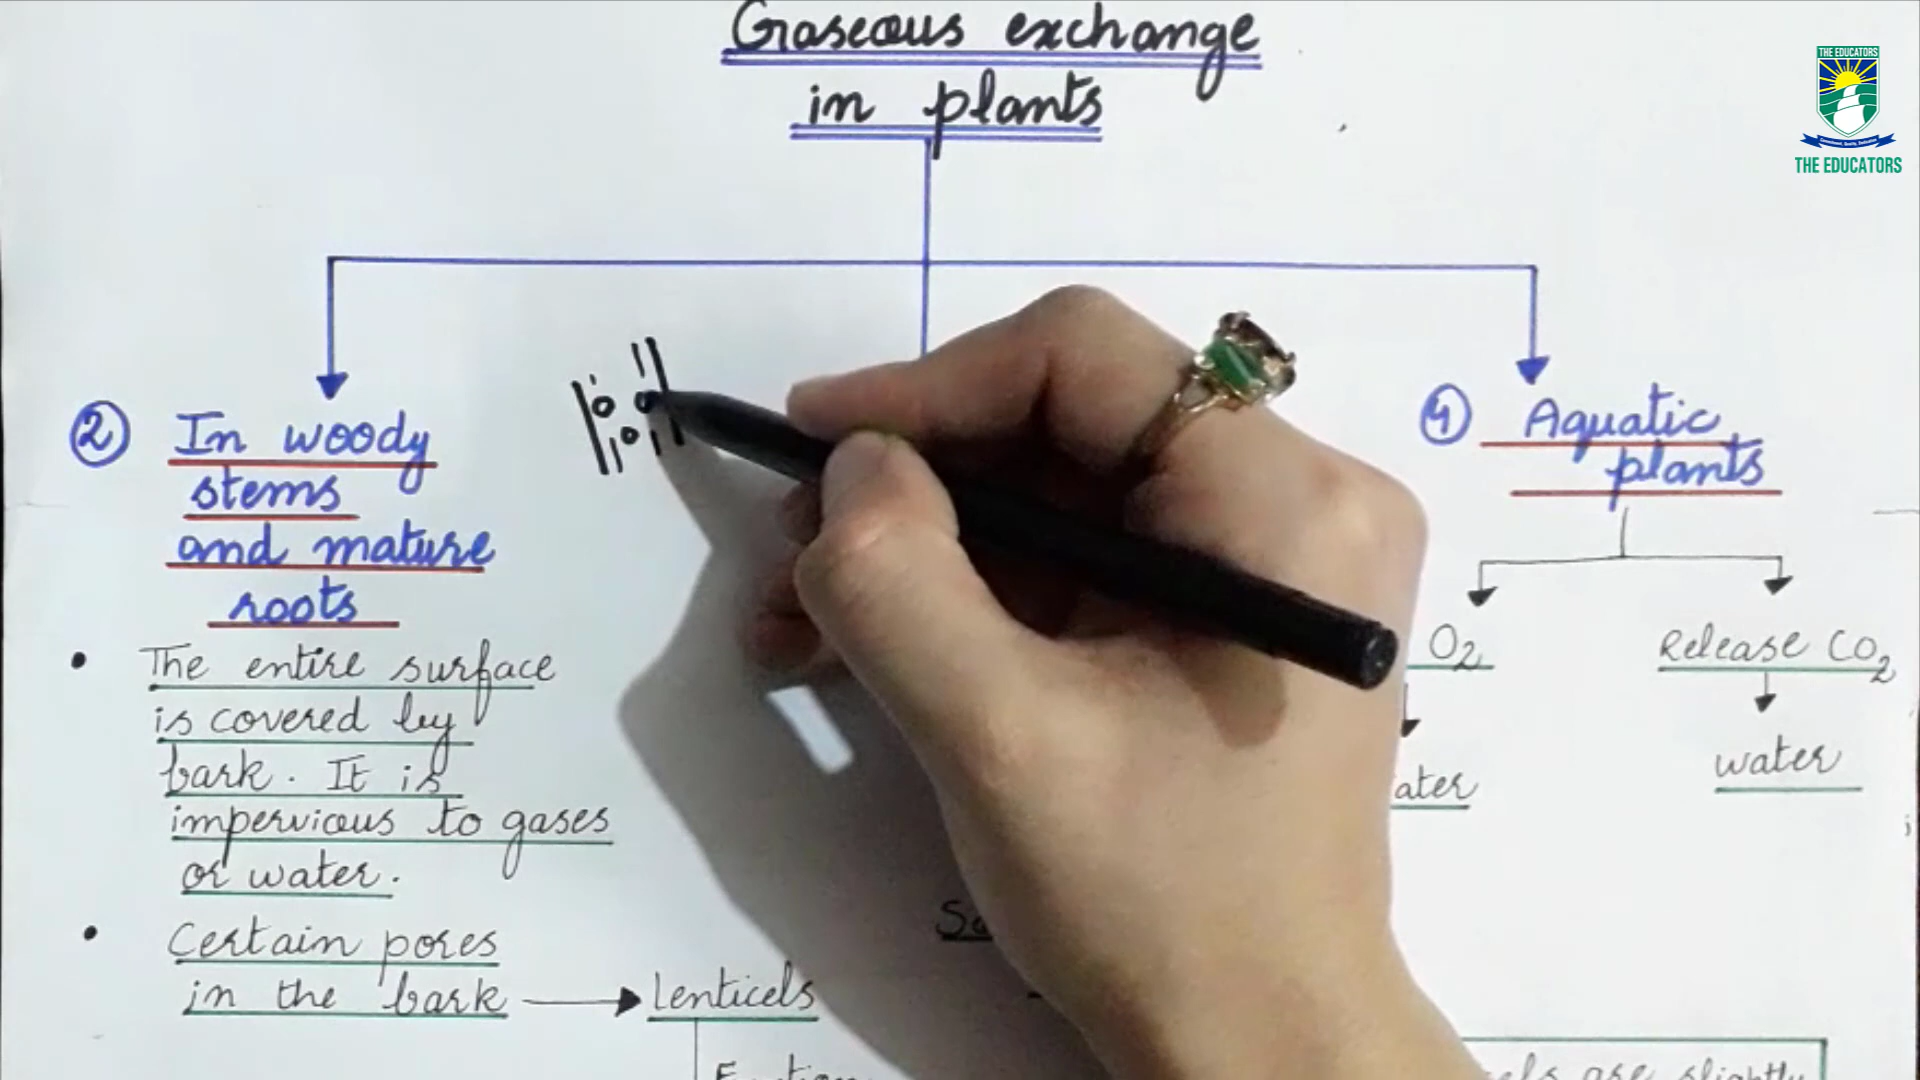 Gaseous exchange
in plants
THE EDUCATORS
THE EDUCATORS
② In woody
stems
and mature
roots
• The entire surface
is covered by
bark. It is
impervious to gases
or water.
• Certain pores
in the bark → Lenticels
④ Aquatic
plants
O2
Release CO2
water
are slightly